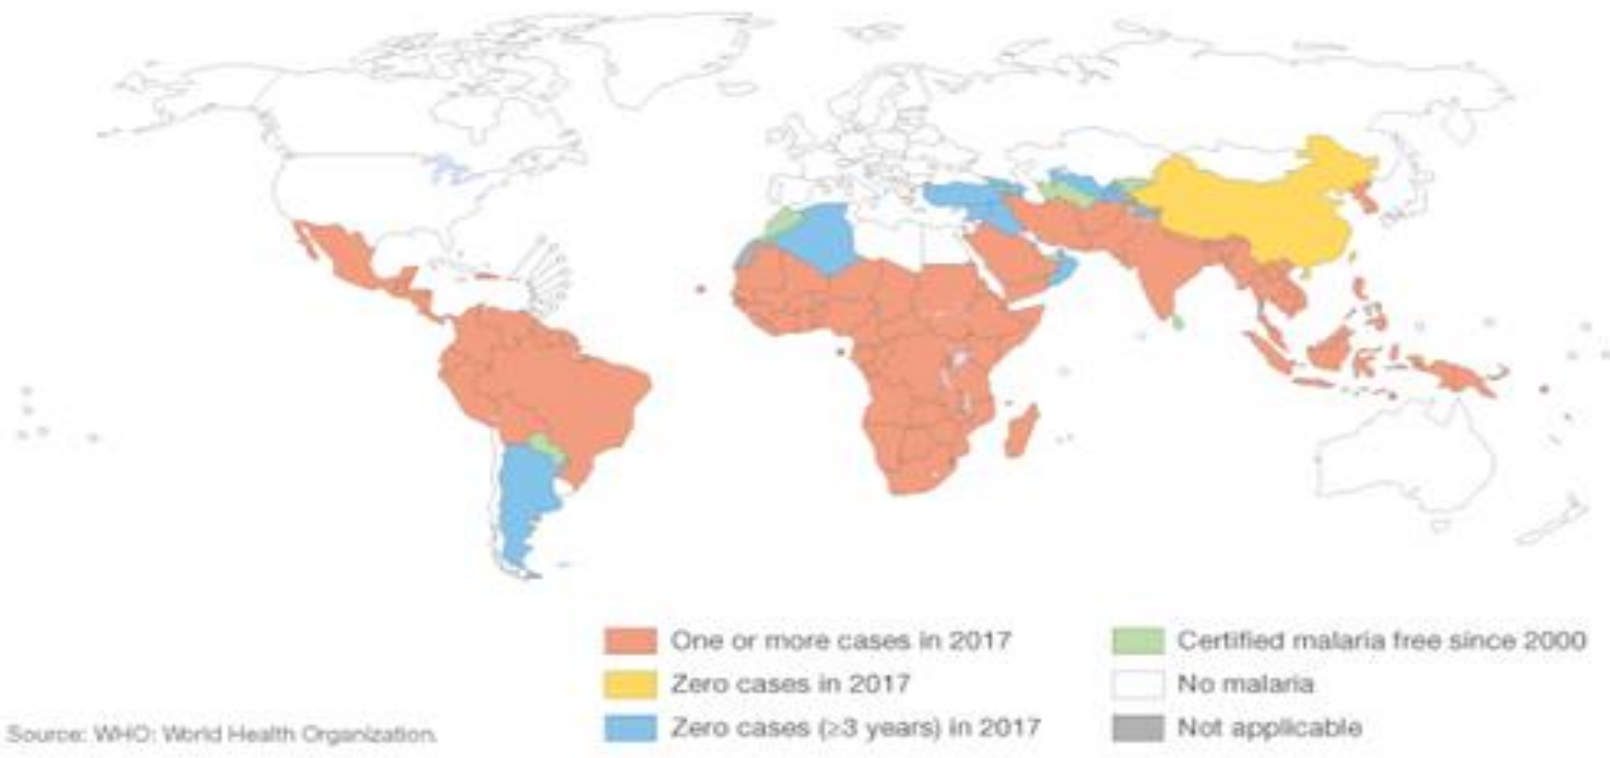 One or more cases in 2017
Zero cases in 2017
Zero cases (≥3 years) in 2017
Certified malaria free since 2000
No malaria
Not applicable
Source: WHO: World Health Organization.